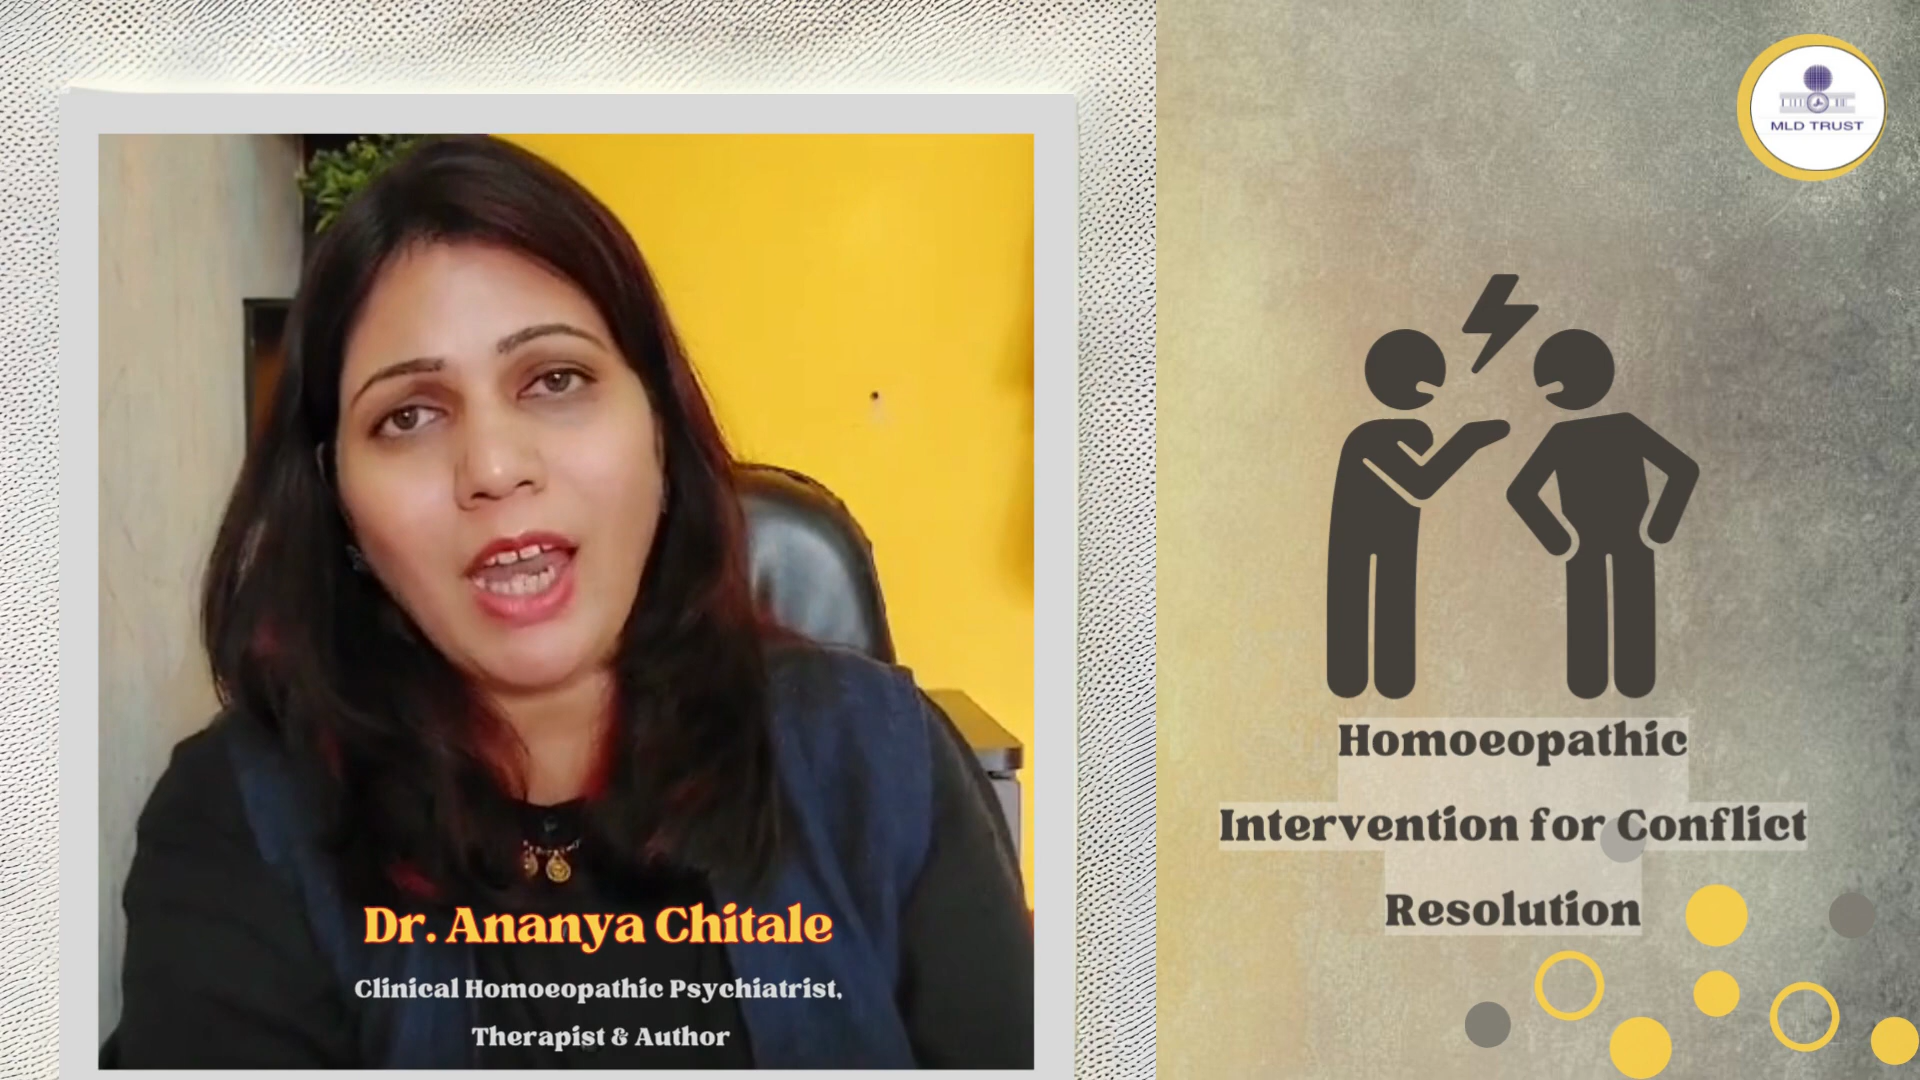 MLD TRUST
Dr. Ananya Chitale
Clinical Homoeopathic Psychiatrist,
Therapist & Author
Homoeopathic
Intervention for Conflict
Resolution